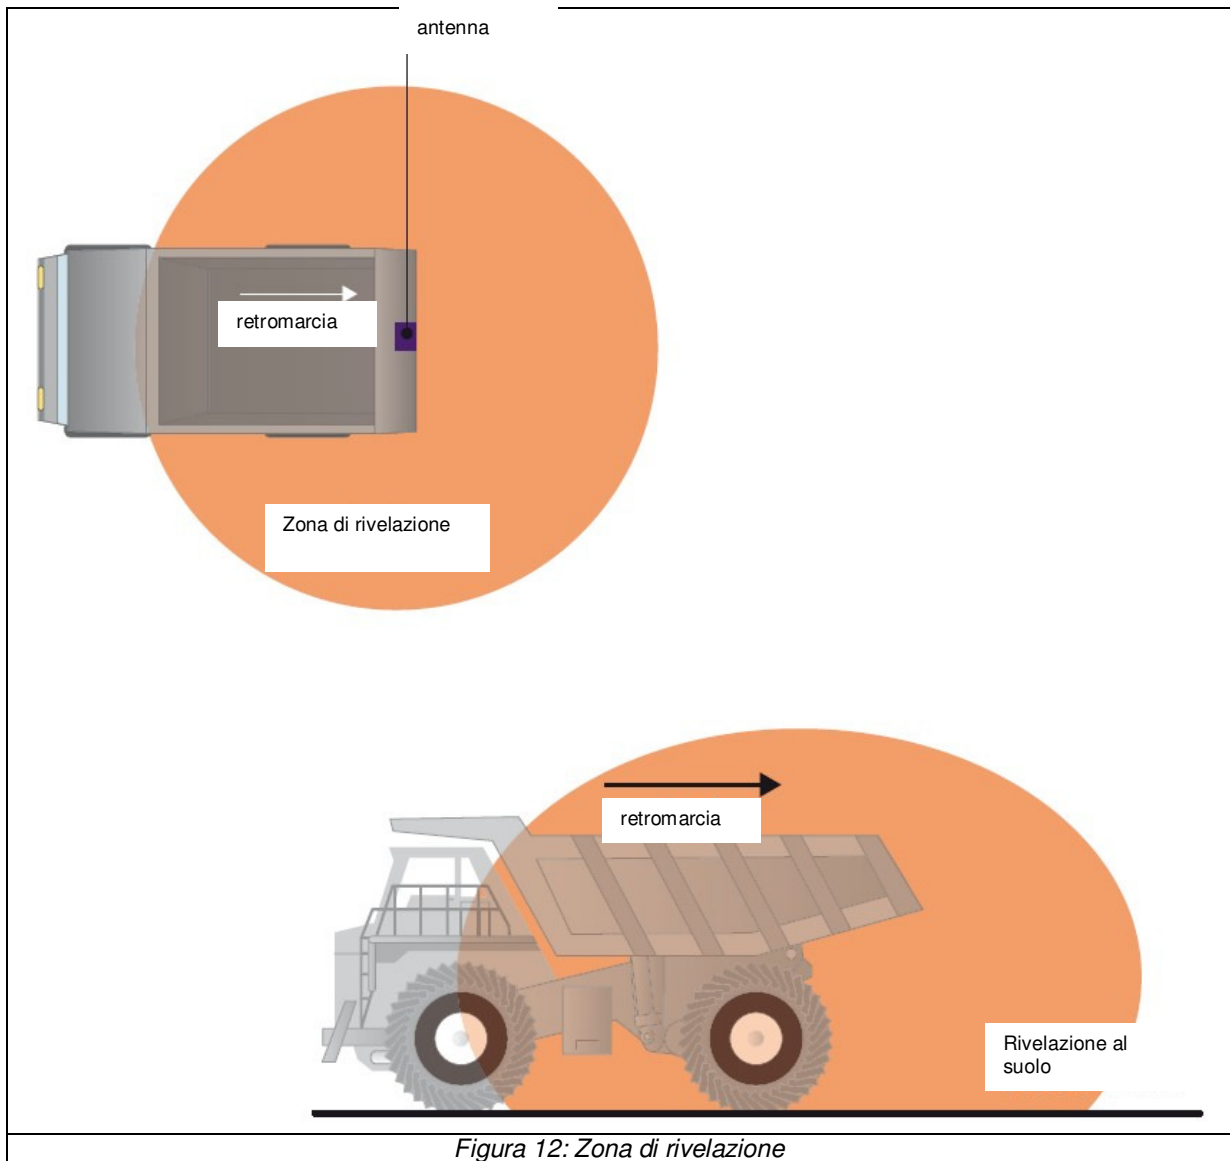 antenna
retromarcia
Zona di rivelazione
retromarcia
Rivelazione al
suolo
Figura 12: Zona di rivelazione